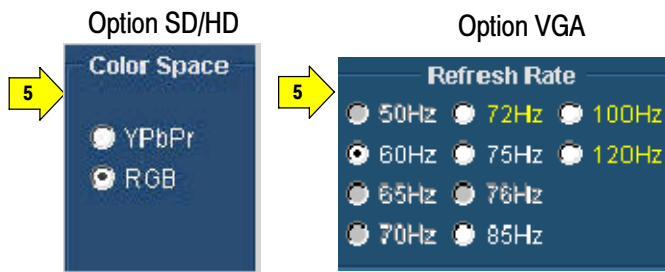 Option SD/HD
5
Color Space
YPbPr
RGB
Option VGA
5
Refresh Rate
50Hz 72Hz 100Hz
60Hz 75Hz 120Hz
65Hz 76Hz
70Hz 85Hz